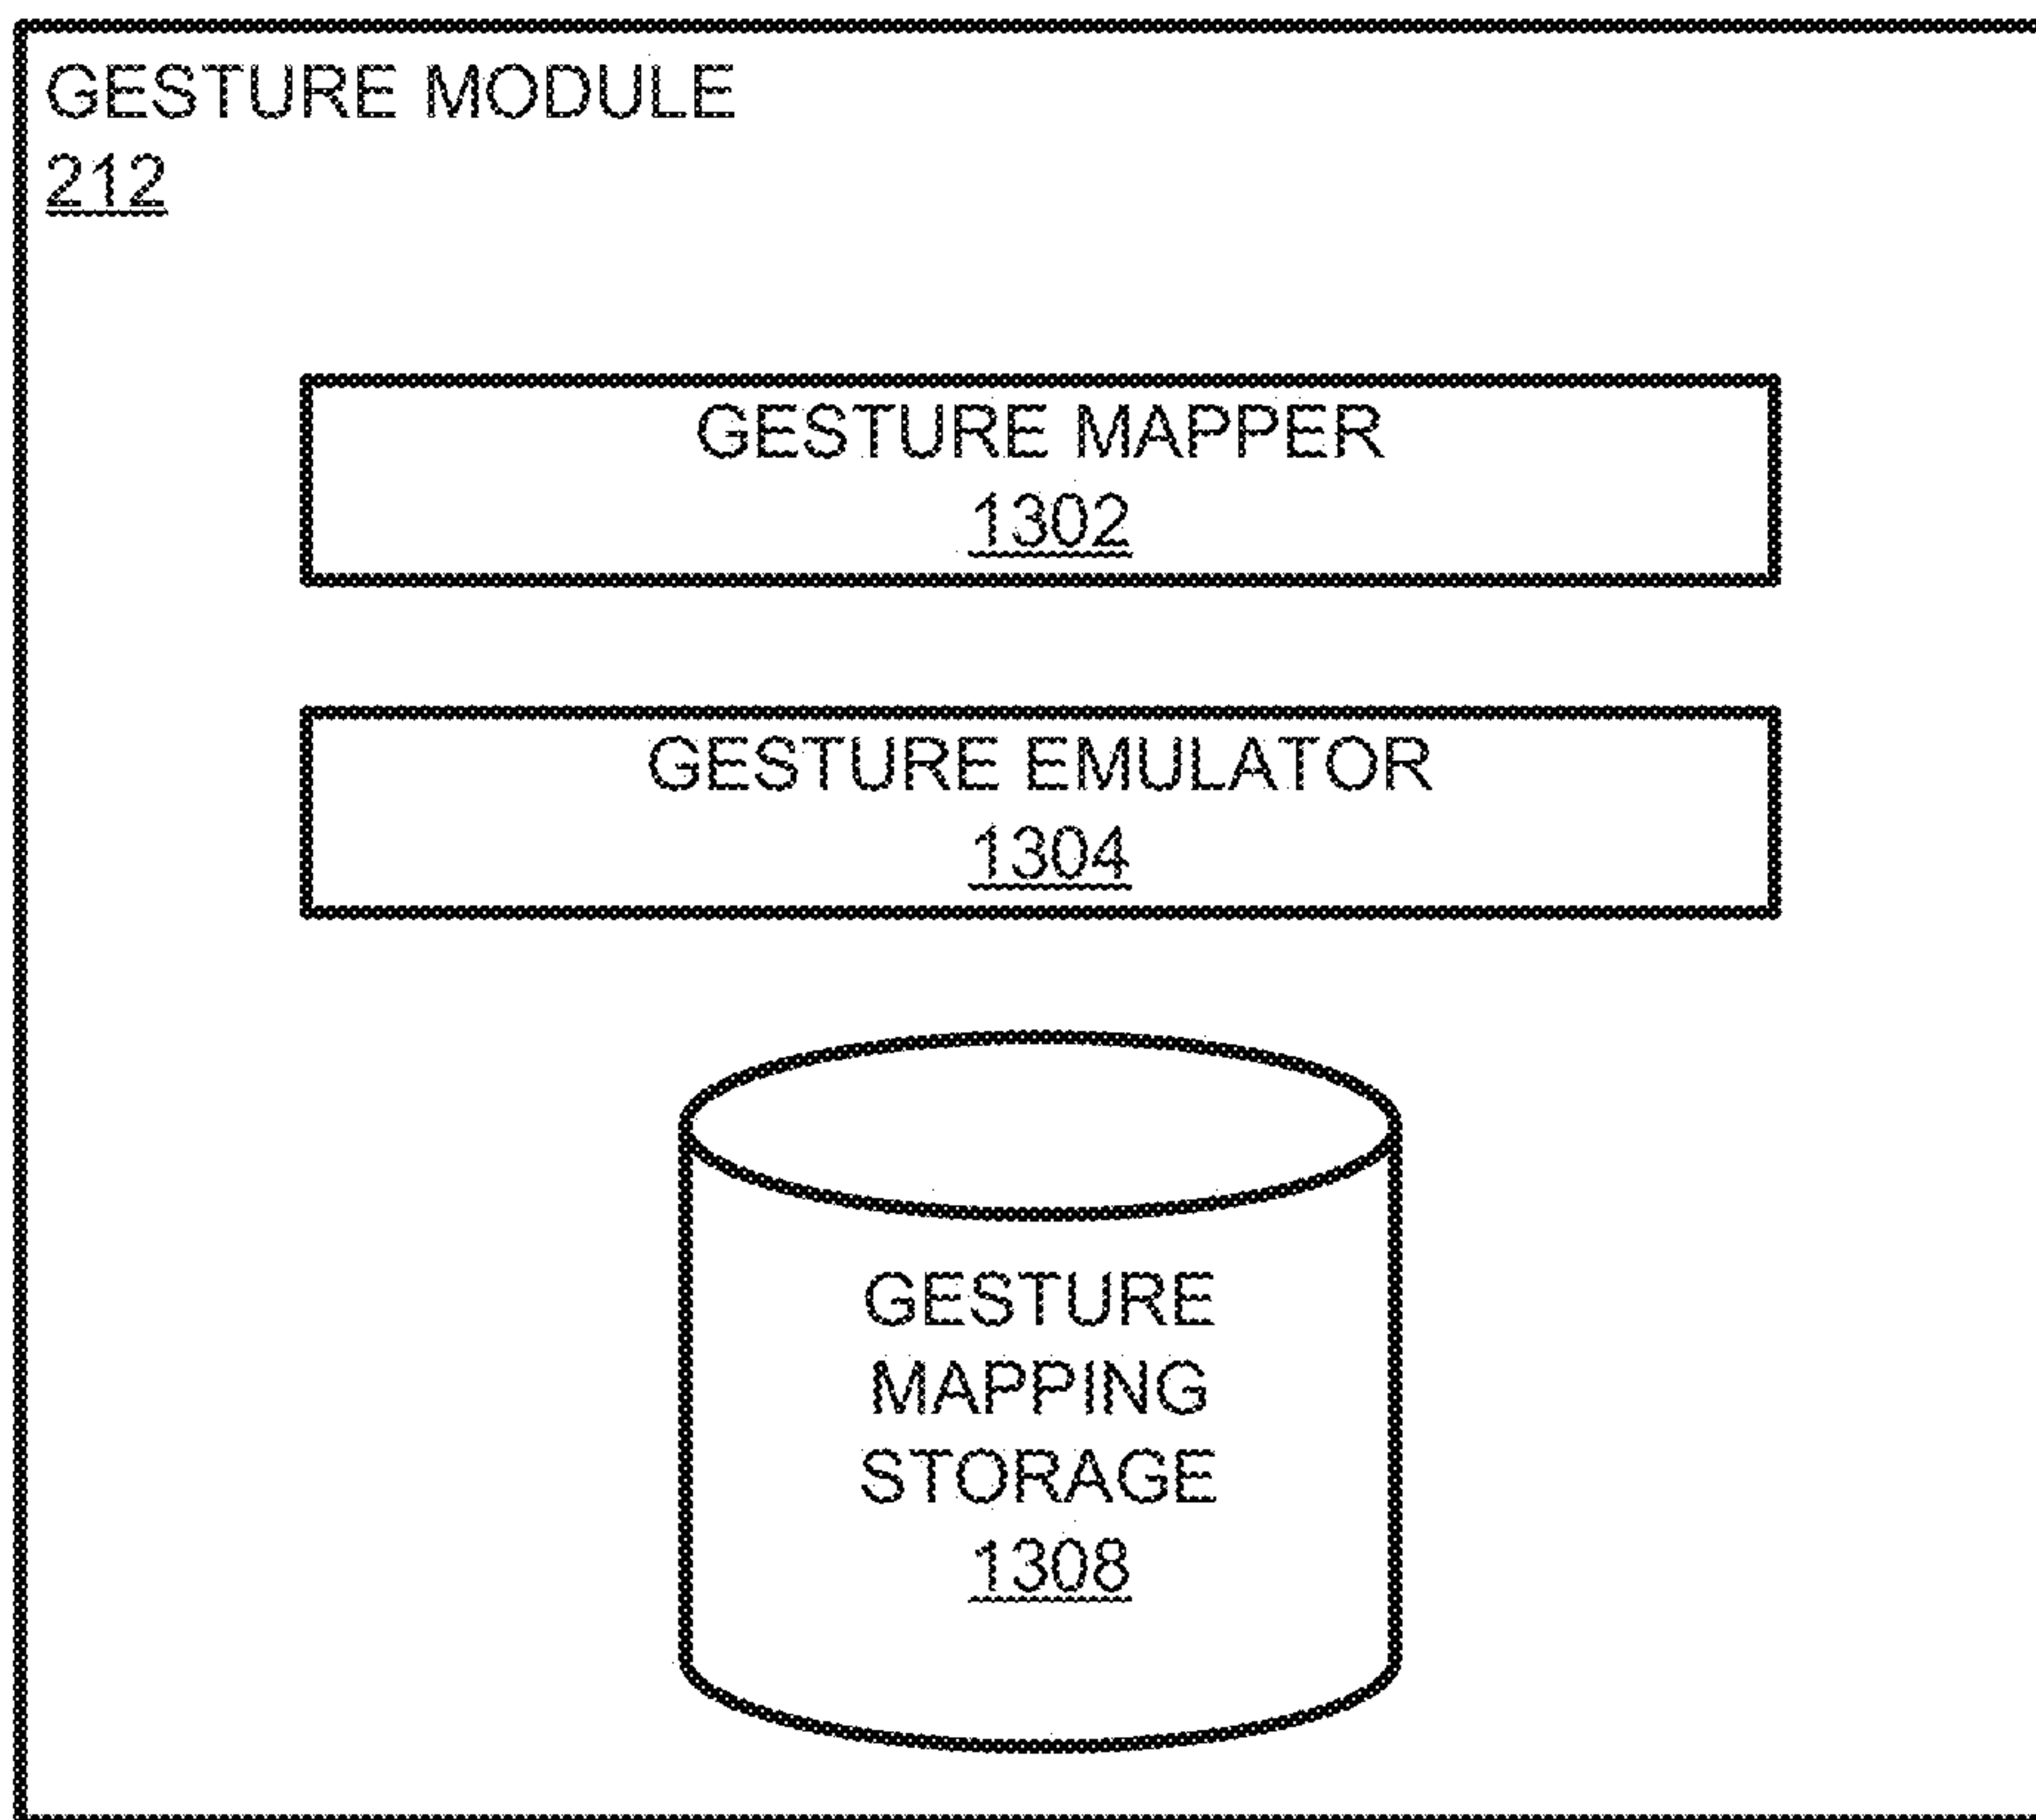 GESTURE MODULE
212
GESTURE MAPPER
1302
GESTURE EMULATOR
1304
GESTURE
MAPPING
STORAGE
1308